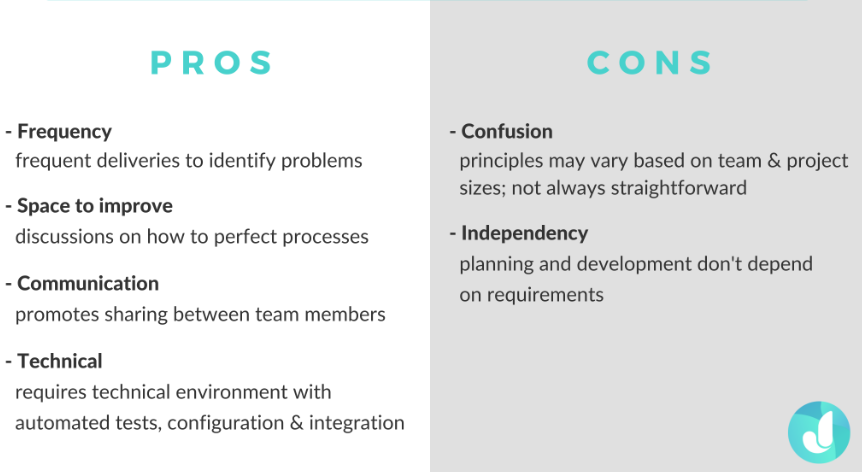 PROS
- Frequency
frequent deliveries to identify problems
- Space to improve
discussions on how to perfect processes
- Communication
promotes sharing between team members
- Technical
requires technical environment with
automated tests, configuration & integration
CONS
- Confusion
principles may vary based on team & project
sizes; not always straightforward
- Independency
planning and development don't depend
on requirements